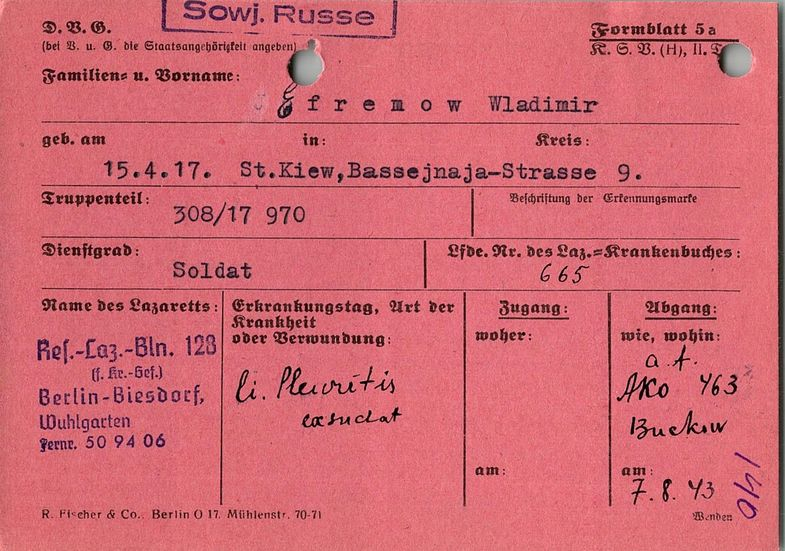 Sowj. Russe
D. V. G.
(bei V. u. G. die Staatsangehörigkeit angeben)
Formblatt 5a
K. S. V. (H), II.
Familien= u. Vorname:
Efremow Wladimir
geb. am in: Kreis:
15.4.17. St.Kiew,Bassejnaja-Strasse 9.
Truppenteil: Beschriftung der Erkennungsmarke
308/17 970
Dienstgrad: Lfde. Nr. des Laz.=Krankenbuches:
Soldat 665
Name des Lazaretts:
Res.-Laz.-Bln. 128
(f. Kr.-Gef.)
Berlin-Biesdorf,
Wuhlgarten
Fernr. 50 94 06
Erkrankungstag, Art der
Krankheit
oder Verwundung:
li. Pleuritis
exsudat
Zugang:
woher:
am:
Abgang:
wie, wohin:
AKo 463
Buckow
am:
7.8.43
140
R. Fischer & Co., Berlin O 17, Mühlenstr. 70-71
Wenden